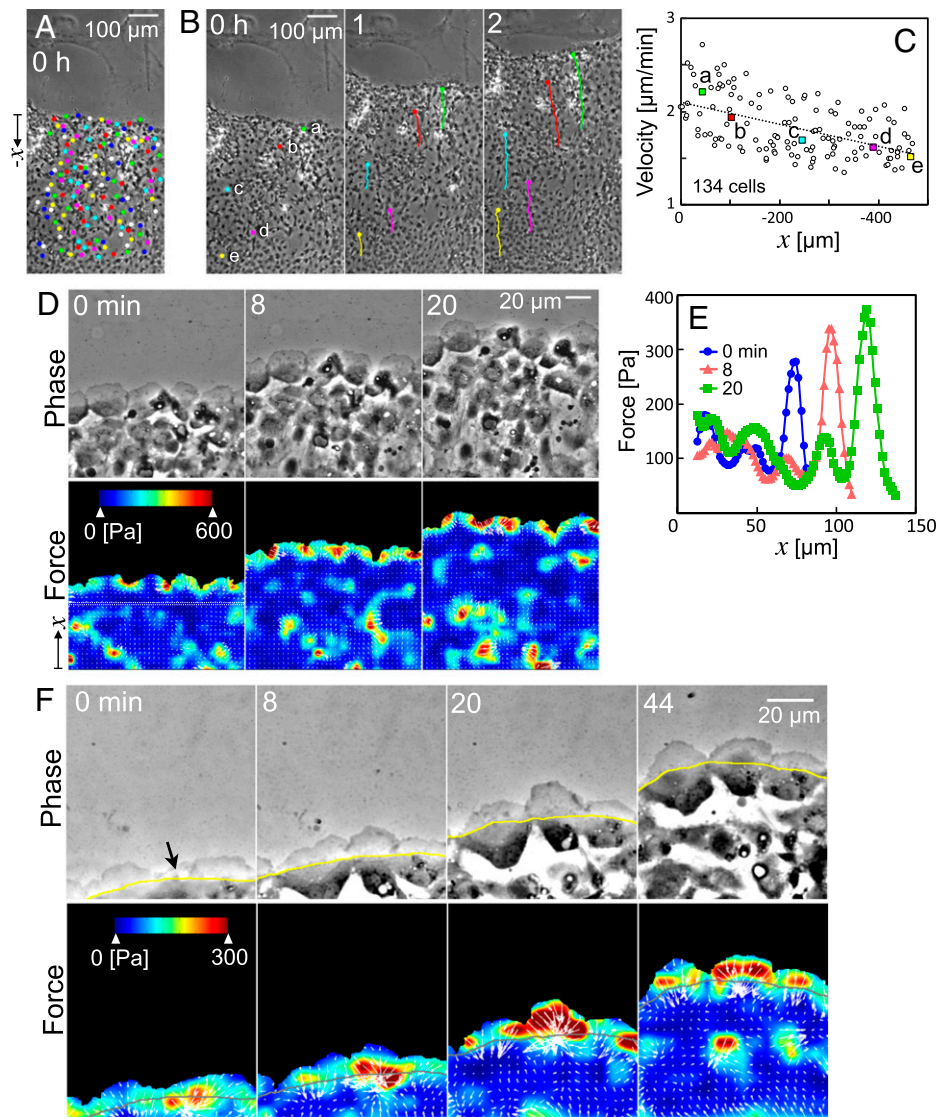 A
100 µm
0 h
-x
B
0 h
100 µm
1
2
a
b
c
d
e
C
Velocity [µm/min]
3
2
1
a
b
c
d
e
134 cells
0
-200
-400
x [µm]
D
0 min
8
20
20 µm
Phase
Force
0 [Pa]
600
x
E
Force [Pa]
400
300
200
100
0 min
8
20
0
50
100
150
x [µm]
F
0 min
8
20
44
20 µm
Phase
Force
0 [Pa]
300